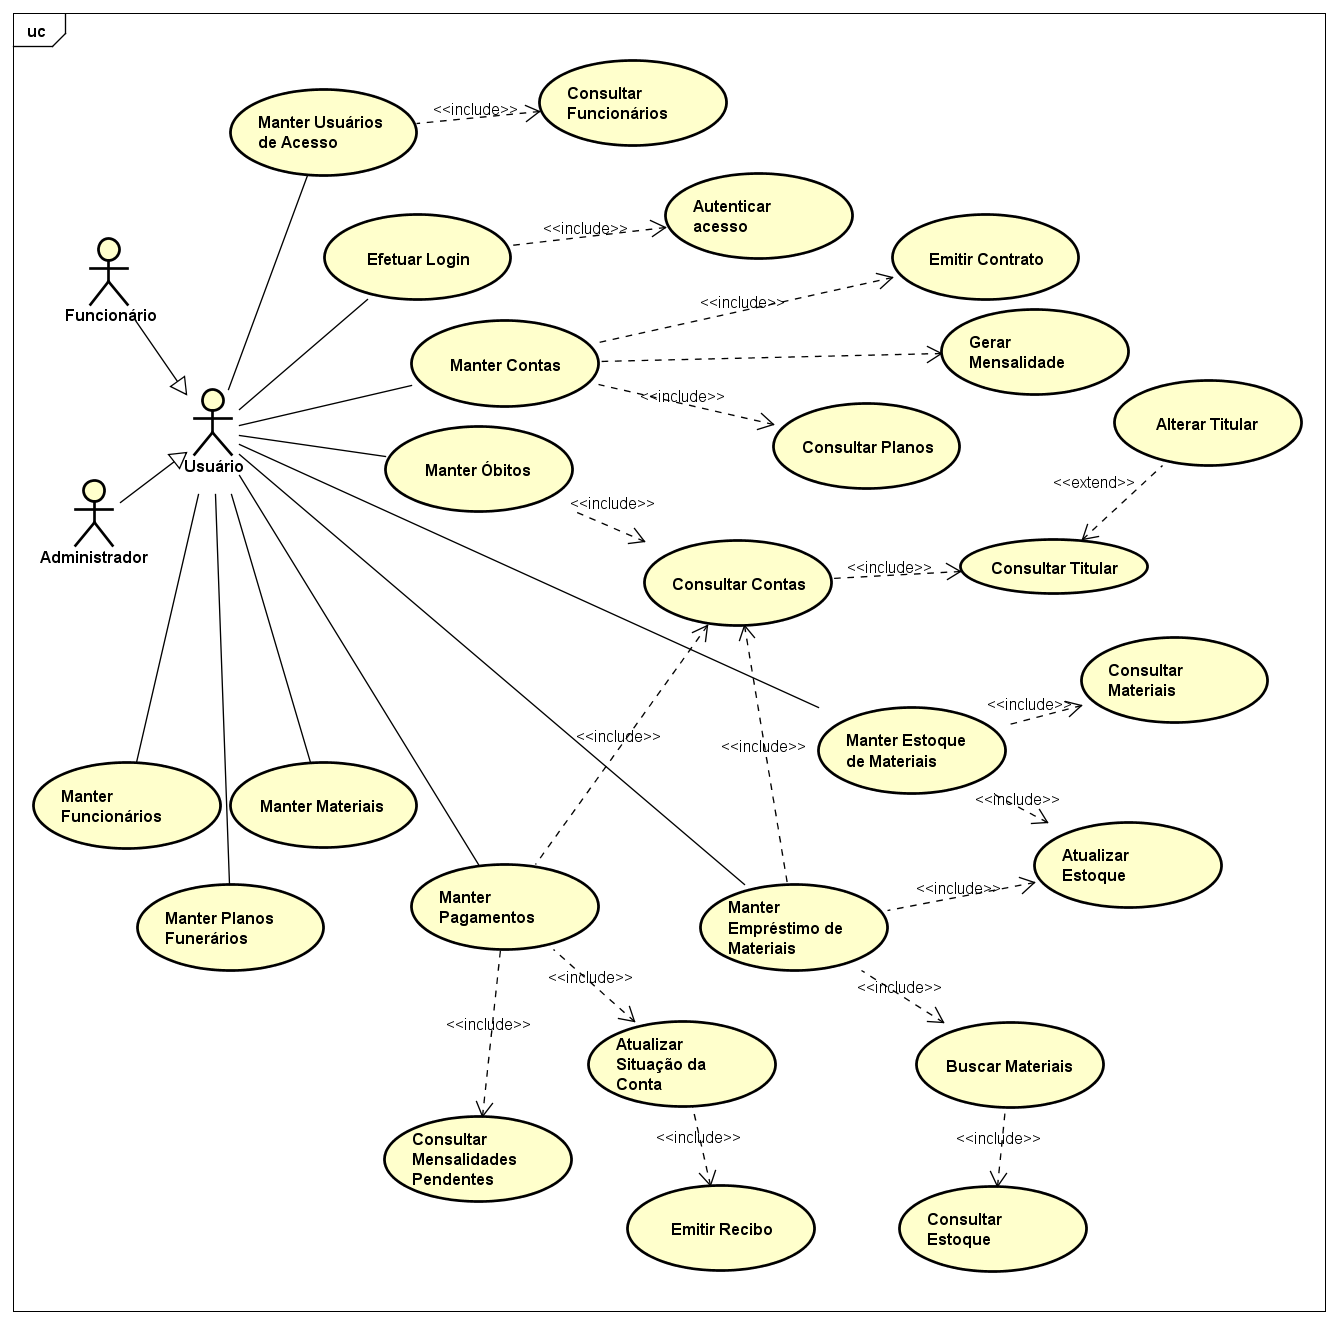 uc
Consultar
Funcionários
<<include>>
Manter Usuários
de Acesso
Autenticar
acesso
<<include>>
Efetuar Login
Emitir Contrato
<<include>>
Funcionário
Gerar
Mensalidade
Manter Contas
<<include>>
Alterar Titular
Consultar Planos
Usuário
Manter Óbitos
<<extend>>
<<include>>
Administrador
<<include>>
Consultar Titular
Consultar Contas
Consultar
Materiais
<<include>>
<<include>>
<<include>>
Manter Estoque
de Materiais
<<include>>
Manter
Funcionários
Manter Materiais
Atualizar
Estoque
<<include>>
Manter Planos
Funerários
Manter
Pagamentos
Manter
Empréstimo de
Materiais
<<include>>
<<include>>
<<include>>
Atualizar
Situação da
Conta
Buscar Materiais
<<include>>
<<include>>
Consultar
Mensalidades
Pendentes
Emitir Recibo
Consultar
Estoque